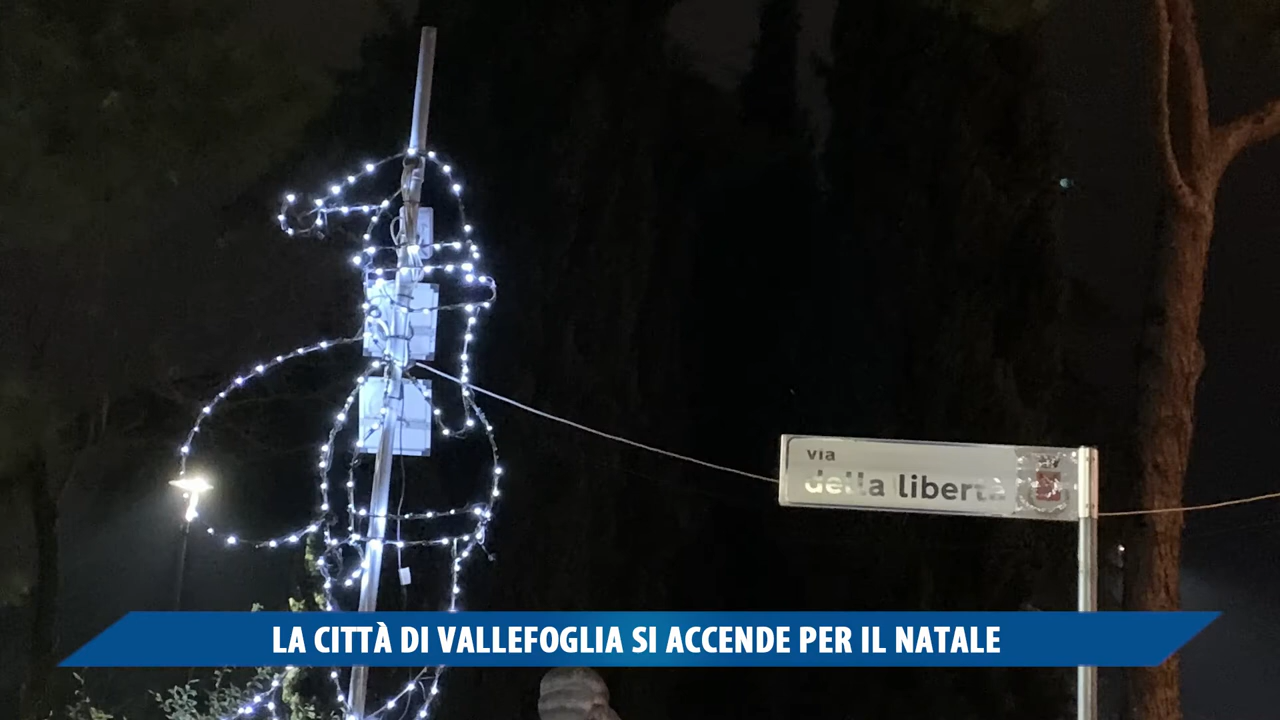 via
della libertà
LA CITTÀ DI VALLEFOGLIA SI ACCENDE PER IL NATALE